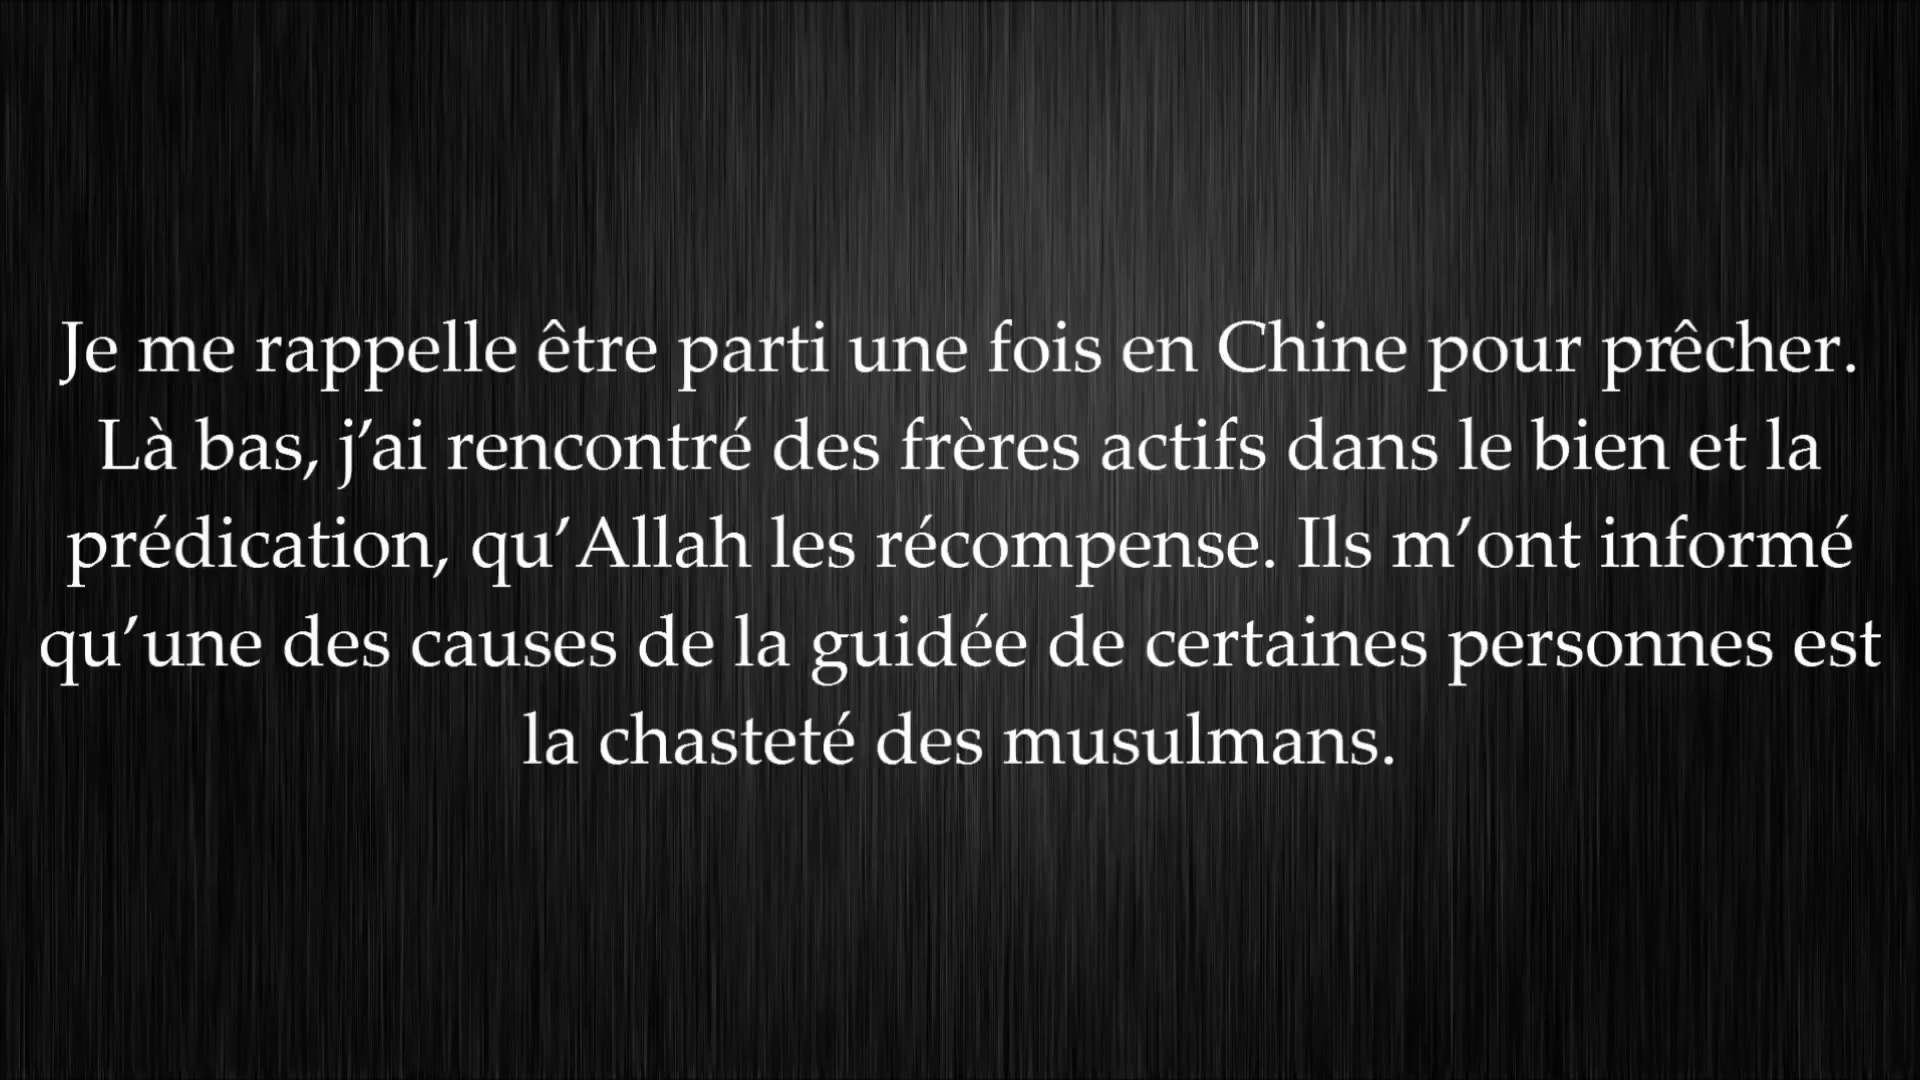 Je me rappelle être parti une fois en Chine pour prêcher.
Là bas, j’ai rencontré des frères actifs dans le bien et la
prédication, qu’Allah les récompense. Ils m’ont informé
qu’une des causes de la guidée de certaines personnes est
la chasteté des musulmans.